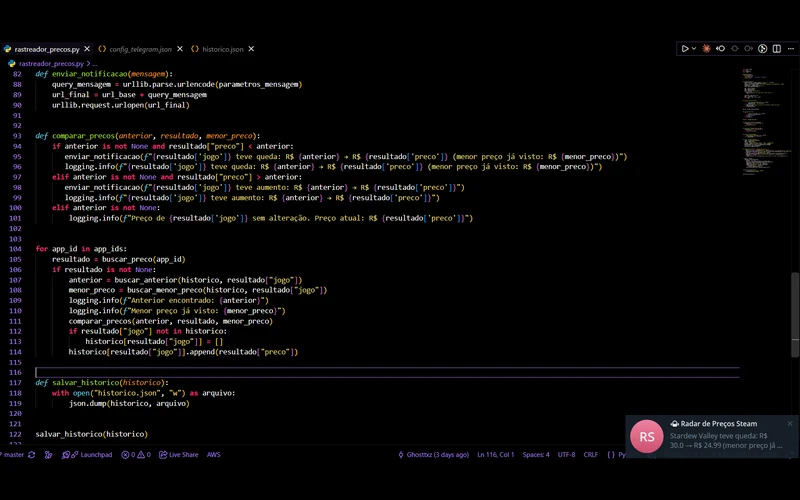 rastreador_precos.py
config_telegram.json
historico.json
rastreador_precos.py > ...
82 def enviar_notificacao(mensagem):
88 query_mensagem = urllib.parse.urlencode(parametros_mensagem)
89 url_final = url_base + query_mensagem
90 urllib.request.urlopen(url_final)
91
92
93 def comparar_precos(anterior, resultado, menor_preco):
94 if anterior is not None and resultado["preco"] < anterior:
95 enviar_notificacao(f"{resultado['jogo']} teve queda: R$ {anterior} → R$ {resultado['preco']} (menor preço já visto: R$ {menor_preco})")
96 logging.info(f"{resultado['jogo']} teve queda: R$ {anterior} → R$ {resultado['preco']} (menor preço já visto: R$ {menor_preco})")
97 elif anterior is not None and resultado["preco"] > anterior:
98 enviar_notificacao(f"{resultado['jogo']} teve aumento: R$ {anterior} → R$ {resultado['preco']}")
99 logging.info(f"{resultado['jogo']} teve aumento: R$ {anterior} → R$ {resultado['preco']}")
100 elif anterior is not None:
101 logging.info(f"Preço de {resultado['jogo']} sem alteração. Preço atual: R$ {resultado['preco']}")
102
103
104 for app_id in app_ids:
105 resultado = buscar_preco(app_id)
106 if resultado is not None:
107 anterior = buscar_anterior(historico, resultado["jogo"])
108 menor_preco = buscar_menor_preco(historico, resultado["jogo"])
109 logging.info(f"Anterior encontrado: {anterior}")
110 logging.info(f"Menor preço já visto: {menor_preco}")
111 comparar_precos(anterior, resultado, menor_preco)
112 if resultado["jogo"] not in historico:
113 historico[resultado["jogo"]] = []
114 historico[resultado["jogo"]].append(resultado["preco"])
115
116
117 def salvar_historico(historico):
118 with open("historico.json", "w") as arquivo:
119 json.dump(historico, arquivo)
120
121
122 salvar_historico(historico)
RS
Radar de Preços Steam
Stardew Valley teve queda: R$
30.0 → R$ 24.99 (menor preço já ...
master
Launchpad
0
0
Live Share
AWS
Ghosttxz (3 days ago)
Ln 116, Col 1
Spaces: 4
UTF-8
CRLF
{ } Py